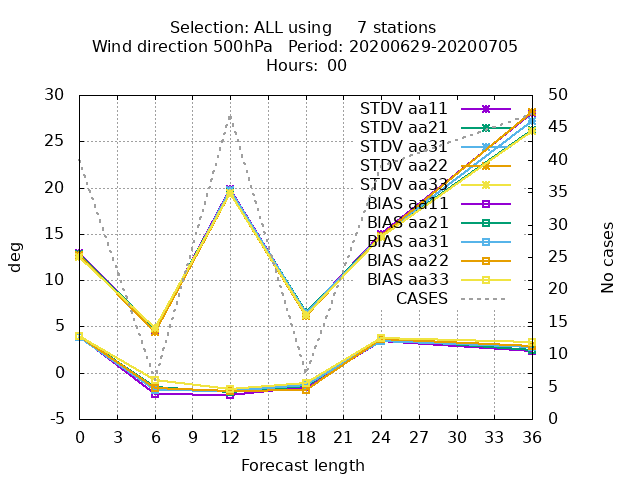 Selection: ALL using     7 stations
Wind direction 500hPa   Period: 20200629-20200705
Hours: 00
30 50
25 45
20 40
15 35
10 30
5 25
0 20
-5 15
10
5
0
deg
No cases
STDV aa11
STDV aa21
STDV aa31
STDV aa22
STDV aa33
BIAS aa11
BIAS aa21
BIAS aa31
BIAS aa22
BIAS aa33
CASES
0 3 6 9 12 15 18 21 24 27 30 33 36
Forecast length